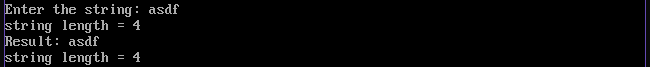 Enter the string: asdf
string length = 4
Result: asdf
string length = 4